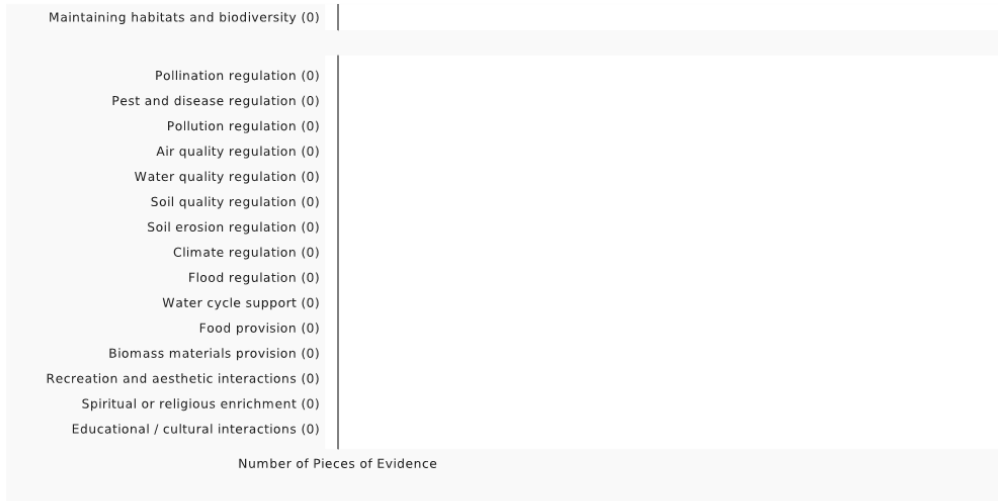 Maintaining habitats and biodiversity (0)
Pollination regulation (0)
Pest and disease regulation (0)
Pollution regulation (0)
Air quality regulation (0)
Water quality regulation (0)
Soil quality regulation (0)
Soil erosion regulation (0)
Climate regulation (0)
Flood regulation (0)
Water cycle support (0)
Food provision (0)
Biomass materials provision (0)
Recreation and aesthetic interactions (0)
Spiritual or religious enrichment (0)
Educational / cultural interactions (0)
Number of Pieces of Evidence